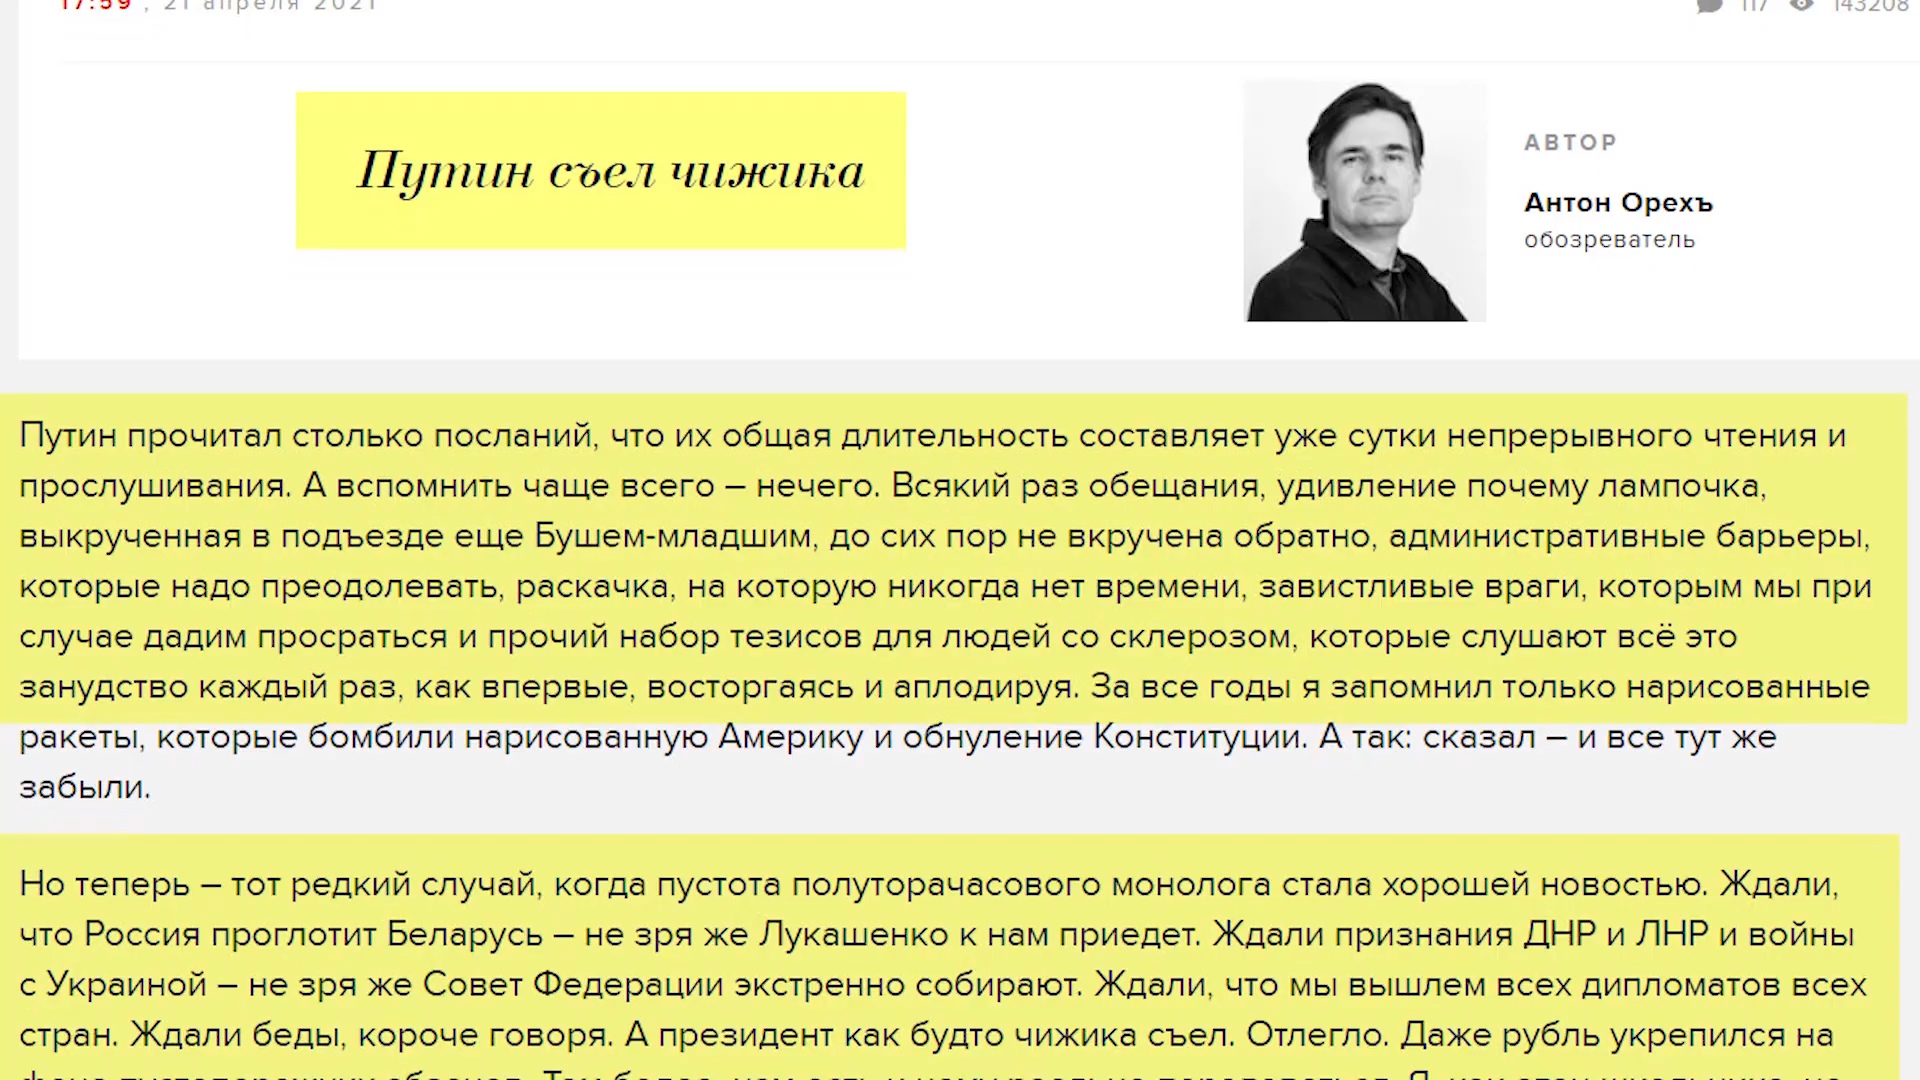 17:59 , 21 апреля 2021
117 143208
Путин съел чижика
АВТОР
Антон Орехъ
обозреватель
Путин прочитал столько посланий, что их общая длительность составляет уже сутки непрерывного чтения и
прослушивания. А вспомнить чаще всего – нечего. Всякий раз обещания, удивление почему лампочка,
выкрученная в подъезде еще Бушем-младшим, до сих пор не вкручена обратно, административные барьеры,
которые надо преодолевать, раскачка, на которую никогда нет времени, завистливые враги, которым мы при
случае дадим просраться и прочий набор тезисов для людей со склерозом, которые слушают всё это
занудство каждый раз, как впервые, восторгаясь и аплодируя. За все годы я запомнил только нарисованные
ракеты, которые бомбили нарисованную Америку и обнуление Конституции. А так: сказал – и все тут же
забыли.
Но теперь – тот редкий случай, когда пустота полуторачасового монолога стала хорошей новостью. Ждали,
что Россия проглотит Беларусь – не зря же Лукашенко к нам приедет. Ждали признания ДНР и ЛНР и войны
с Украиной – не зря же Совет Федерации экстренно собирают. Ждали, что мы вышлем всех дипломатов всех
стран. Ждали беды, короче говоря. А президент как будто чижика съел. Отлегло. Даже рубль укрепился на